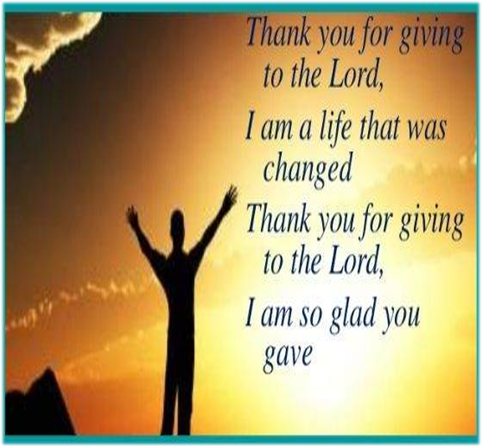 Thank you for giving
to the Lord,
I am a life that was
changed
Thank you for giving
to the Lord,
I am so glad you
gave